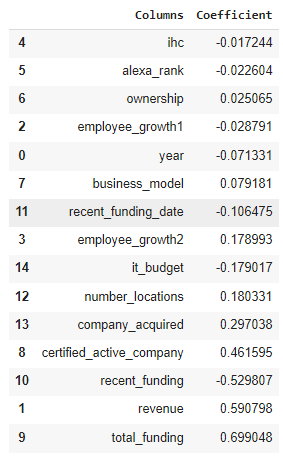 Columns Coefficient
4 ihc -0.017244
5 alexa_rank -0.022604
6 ownership 0.025065
2 employee_growth1 -0.028791
0 year -0.071331
7 business_model 0.079181
11 recent_funding_date -0.106475
3 employee_growth2 0.178993
14 it_budget -0.179017
12 number_locations 0.180331
13 company_acquired 0.297038
8 certified_active_company 0.461595
10 recent_funding -0.529807
1 revenue 0.590798
9 total_funding 0.699048